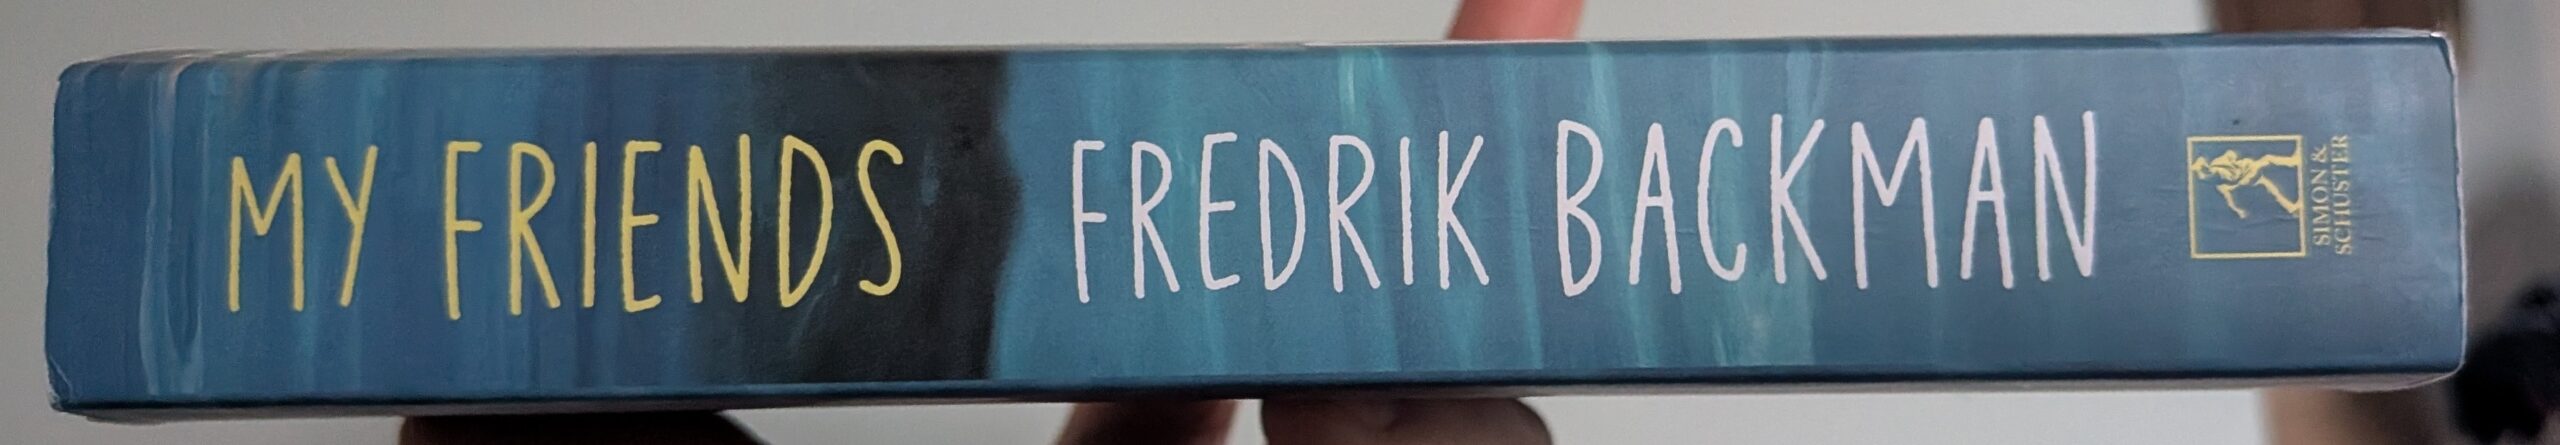 MY FRIENDS
FREDRIK BACKMAN
SIMON &
SCHUSTER